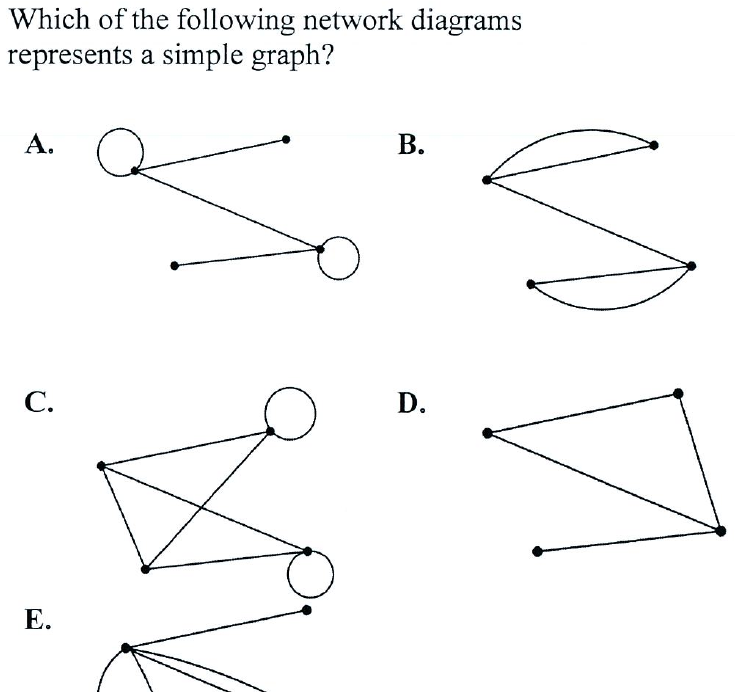 Which of the following network diagrams
represents a simple graph?
A.
B.
C.
D.
E.